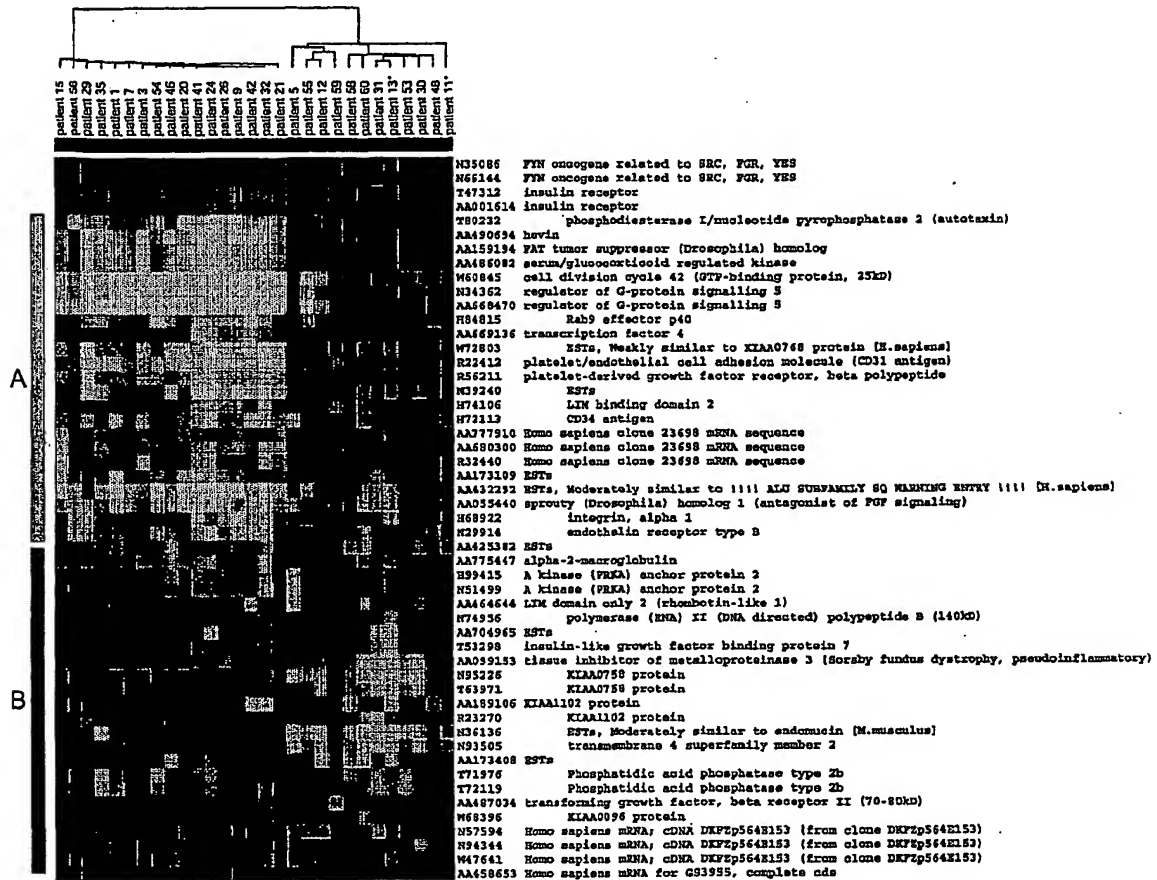 patient 15
patient 56
patient 29
patient 35
patient 1
patient 7
patient 3
patient 54
patient 46
patient 20
patient 41
patient 24
patient 26
patient 9
patient 42
patient 32
patient 21
patient 5
patient 55
patient 12
patient 59
patient 58
patient 60
patient 31
patient 13*
patient 53
patient 30
patient 48
patient 11*
N35086 FYN oncogene related to SRC, FGR, YES
N66144 FYN oncogene related to SRC, FGR, YES
T47312 insulin receptor
AA001614 insulin receptor
T80232 phosphodiesterase I/nucleotide pyrophosphatase 2 (autotaxin)
AA490694 hevin
AA159194 FAT tumor suppressor (Drosophila) homolog
AA486082 serum/glucocorticoid regulated kinase
W60845 cell division cycle 42 (GTP-binding protein, 25kD)
N34362 regulator of G-protein signalling 5
AA668470 regulator of G-protein signalling 5
H84815 Rab9 effector p40
AA669136 transcription factor 4
W72803 ESTs, Weakly similar to KIAA0768 protein [H.sapiens]
R22412 platelet/endothelial cell adhesion molecule (CD31 antigen)
R56211 platelet-derived growth factor receptor, beta polypeptide
N39240 ESTs
H74106 LIM binding domain 2
H72113 CD34 antigen
AA777910 Homo sapiens clone 23698 mRNA sequence
AA680300 Homo sapiens clone 23698 mRNA sequence
R32440 Homo sapiens clone 23698 mRNA sequence
AA173109 ESTs
AA432292 ESTs, Moderately similar to !!!! ALU SUBFAMILY SQ WARNING ENTRY !!!! [H.sapiens]
AA055440 sprouty (Drosophila) homolog 1 (antagonist of FGF signaling)
H68922 integrin, alpha 1
N29914 endothelin receptor type B
AA425382 ESTs
AA775447 alpha-2-macroglobulin
H99415 A kinase (PRKA) anchor protein 2
N51499 A kinase (PRKA) anchor protein 2
AA464644 LIM domain only 2 (rhombotin-like 1)
N74956 polymerase (RNA) II (DNA directed) polypeptide B (140kD)
AA704965 ESTs
T53298 insulin-like growth factor binding protein 7
AA099153 tissue inhibitor of metalloproteinase 3 (Sorsby fundus dystrophy, pseudoinflammatory)
N95226 KIAA0758 protein
T63971 KIAA0758 protein
AA189106 KIAA1102 protein
R23270 KIAA1102 protein
N36136 ESTs, Moderately similar to endomucin [M.musculus]
N93505 transmembrane 4 superfamily member 2
AA173408 ESTs
T71976 Phosphatidic acid phosphatase type 2b
T72119 Phosphatidic acid phosphatase type 2b
AA487034 transforming growth factor, beta receptor II (70-80kD)
W68396 KIAA0096 protein
N57594 Homo sapiens mRNA; cDNA DKFZp564E153 (from clone DKFZp564E153)
N94344 Homo sapiens mRNA; cDNA DKFZp564E153 (from clone DKFZp564E153)
W47641 Homo sapiens mRNA; cDNA DKFZp564E153 (from clone DKFZp564E153)
AA458653 Homo sapiens mRNA for GS3955, complete cds
A
B